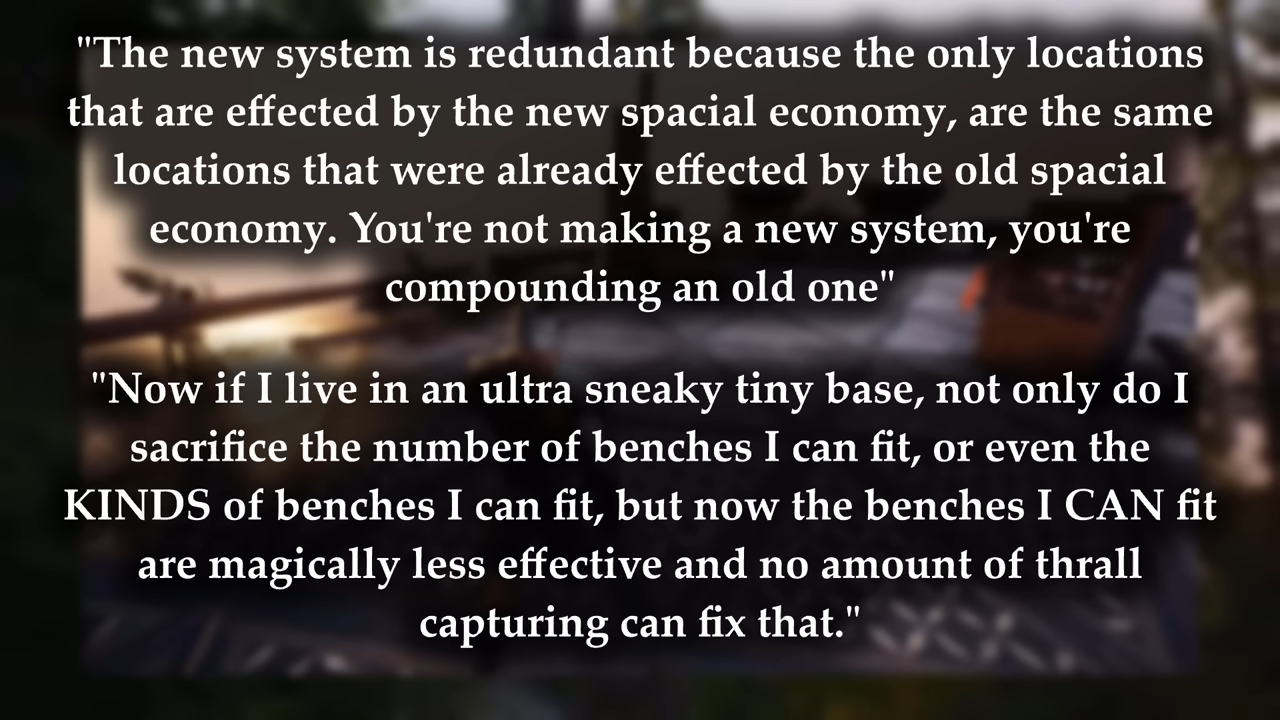 "The new system is redundant because the only locations
that are effected by the new spacial economy, are the same
locations that were already effected by the old spacial
economy. You're not making a new system, you're
compounding an old one"
"Now if I live in an ultra sneaky tiny base, not only do I
sacrifice the number of benches I can fit, or even the
KINDS of benches I can fit, but now the benches I CAN fit
are magically less effective and no amount of thrall
capturing can fix that."